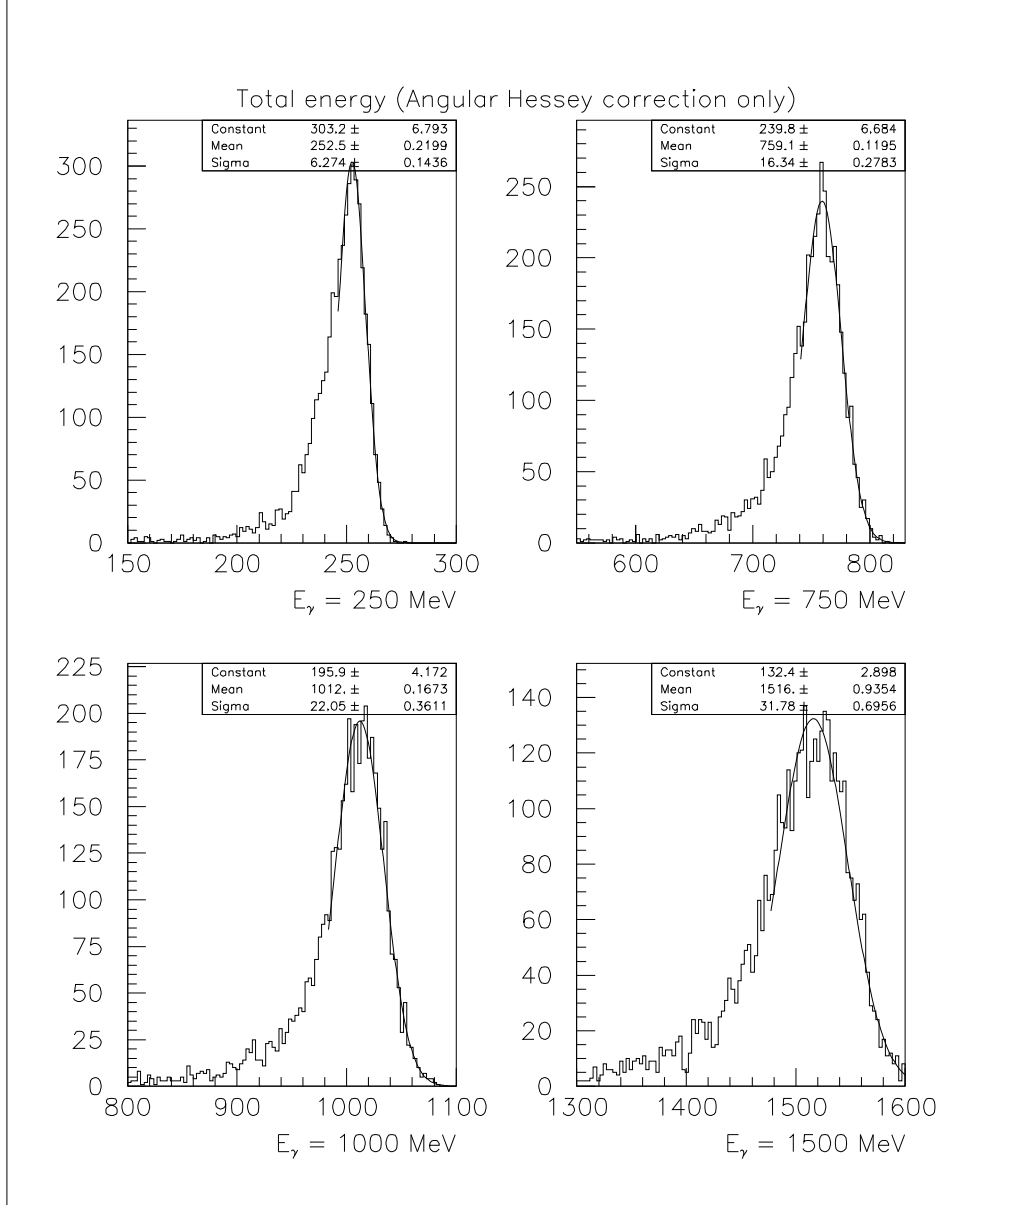 Total energy (Angular Hessey correction only)
Constant 303.2 ± 6.793
Mean 252.5 ± 0.2199
Sigma 6.274 ± 0.1436
300
250
200
150
100
50
0
150 200 250 300
Eγ = 250 MeV
Constant 239.8 ± 6.684
Mean 759.1 ± 0.1195
Sigma 16.34 ± 0.2783
250
200
150
100
50
0
600 700 800
Eγ = 750 MeV
Constant 195.9 ± 4.172
Mean 1012. ± 0.1673
Sigma 22.05 ± 0.3611
225
200
175
150
125
100
75
50
25
0
800 900 1000 1100
Eγ = 1000 MeV
Constant 132.4 ± 2.898
Mean 1516. ± 0.9354
Sigma 31.78 ± 0.6956
140
120
100
80
60
40
20
0
1300 1400 1500 1600
Eγ = 1500 MeV